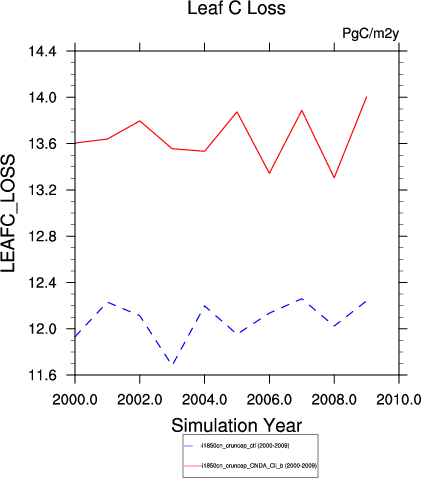 Leaf C Loss
PgC/m2y
14.4
14.0
13.6
13.2
12.8
12.4
12.0
11.6
LEAFC_LOSS
2000.0 2002.0 2004.0 2006.0 2008.0 2010.0
Simulation Year
i1850cn_cruncep_ctl (2000-2009)
i1850cn_cruncep_CNDA_Cli_b (2000-2009)